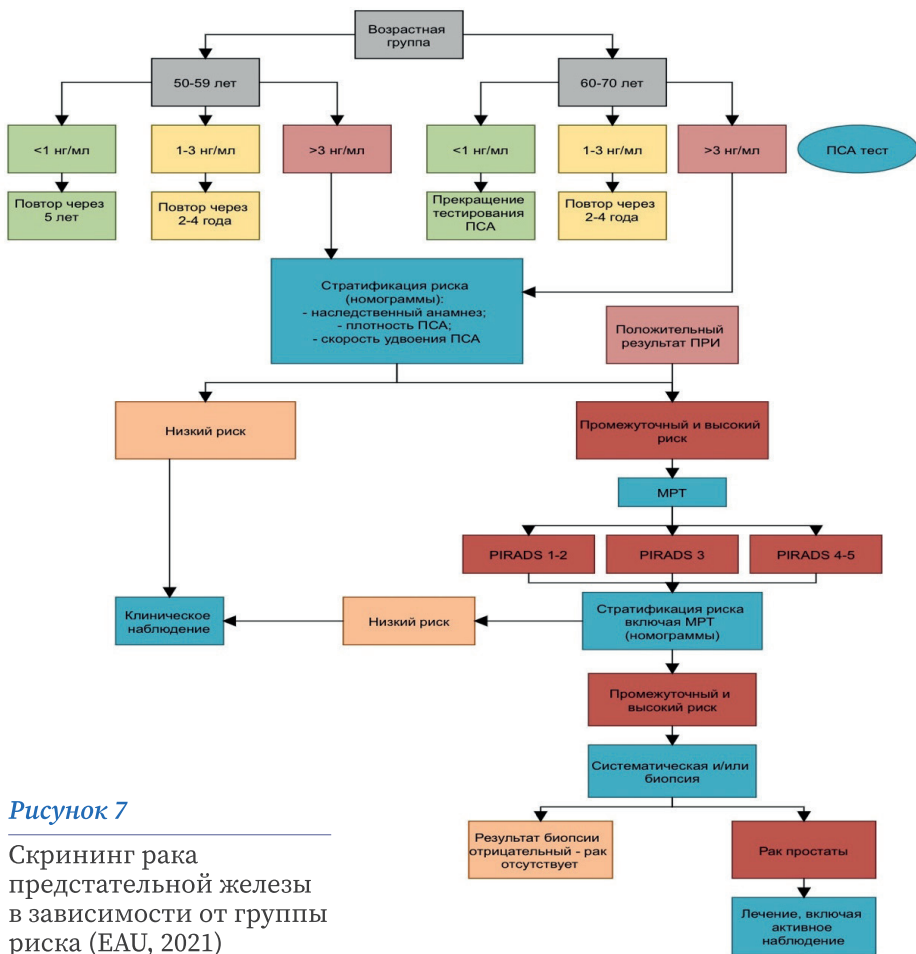 Возрастная
группа
50-59 лет
60-70 лет
<1 нг/мл
1-3 нг/мл
>3 нг/мл
<1 нг/мл
1-3 нг/мл
>3 нг/мл
ПСА тест
Повтор через
5 лет
Повтор через
2-4 года
Прекращение
тестирования
ПСА
Повтор через
2-4 года
Стратификация риска
(номограммы):
- наследственный анамнез;
- плотность ПСА;
- скорость удвоения ПСА
Положительный
результат ПРИ
Низкий риск
Промежуточный и высокий
риск
МРТ
PIRADS 1-2
PIRADS 3
PIRADS 4-5
Клиническое
наблюдение
Низкий риск
Стратификация риска
включая МРТ
(номограммы)
Промежуточный и
высокий риск
Систематическая и/или
биопсия
Результат биопсии
отрицательный - рак
отсутствует
Рак простаты
Лечение, включая
активное
наблюдение
Рисунок 7
Скрининг рака
предстательной железы
в зависимости от группы
риска (EAU, 2021)